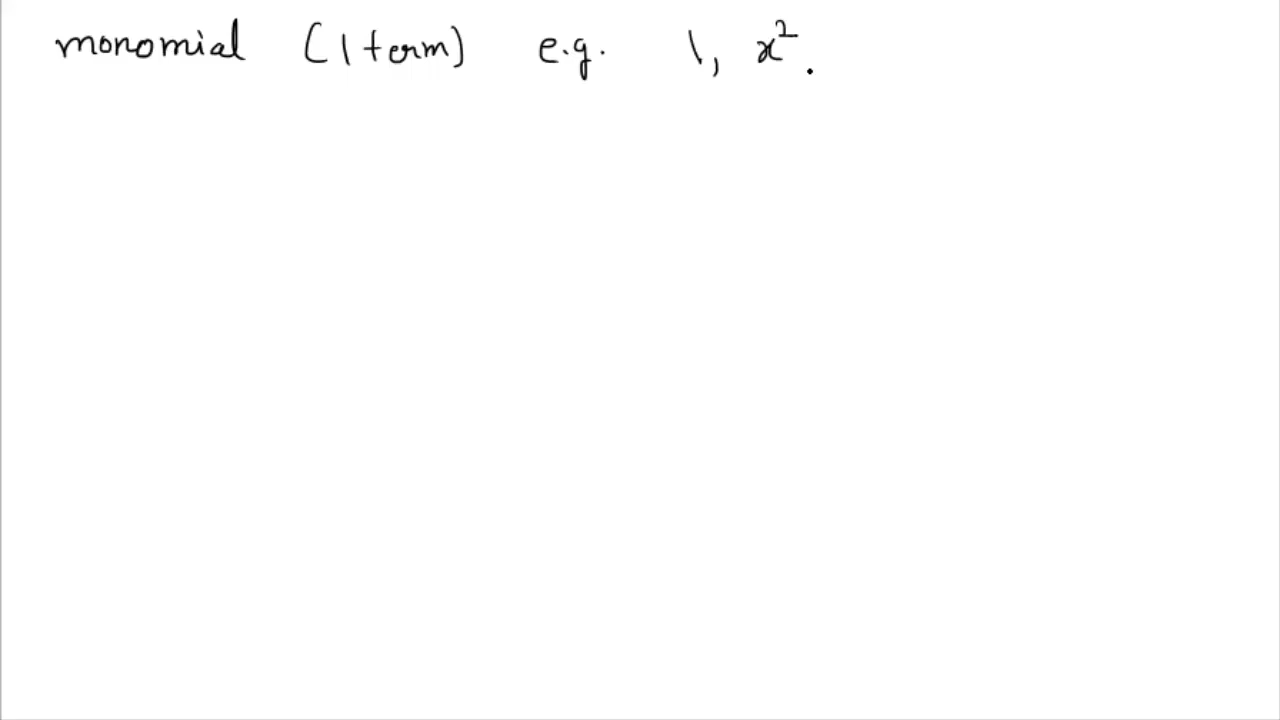 monomial (1 term) e.g. 1, x².